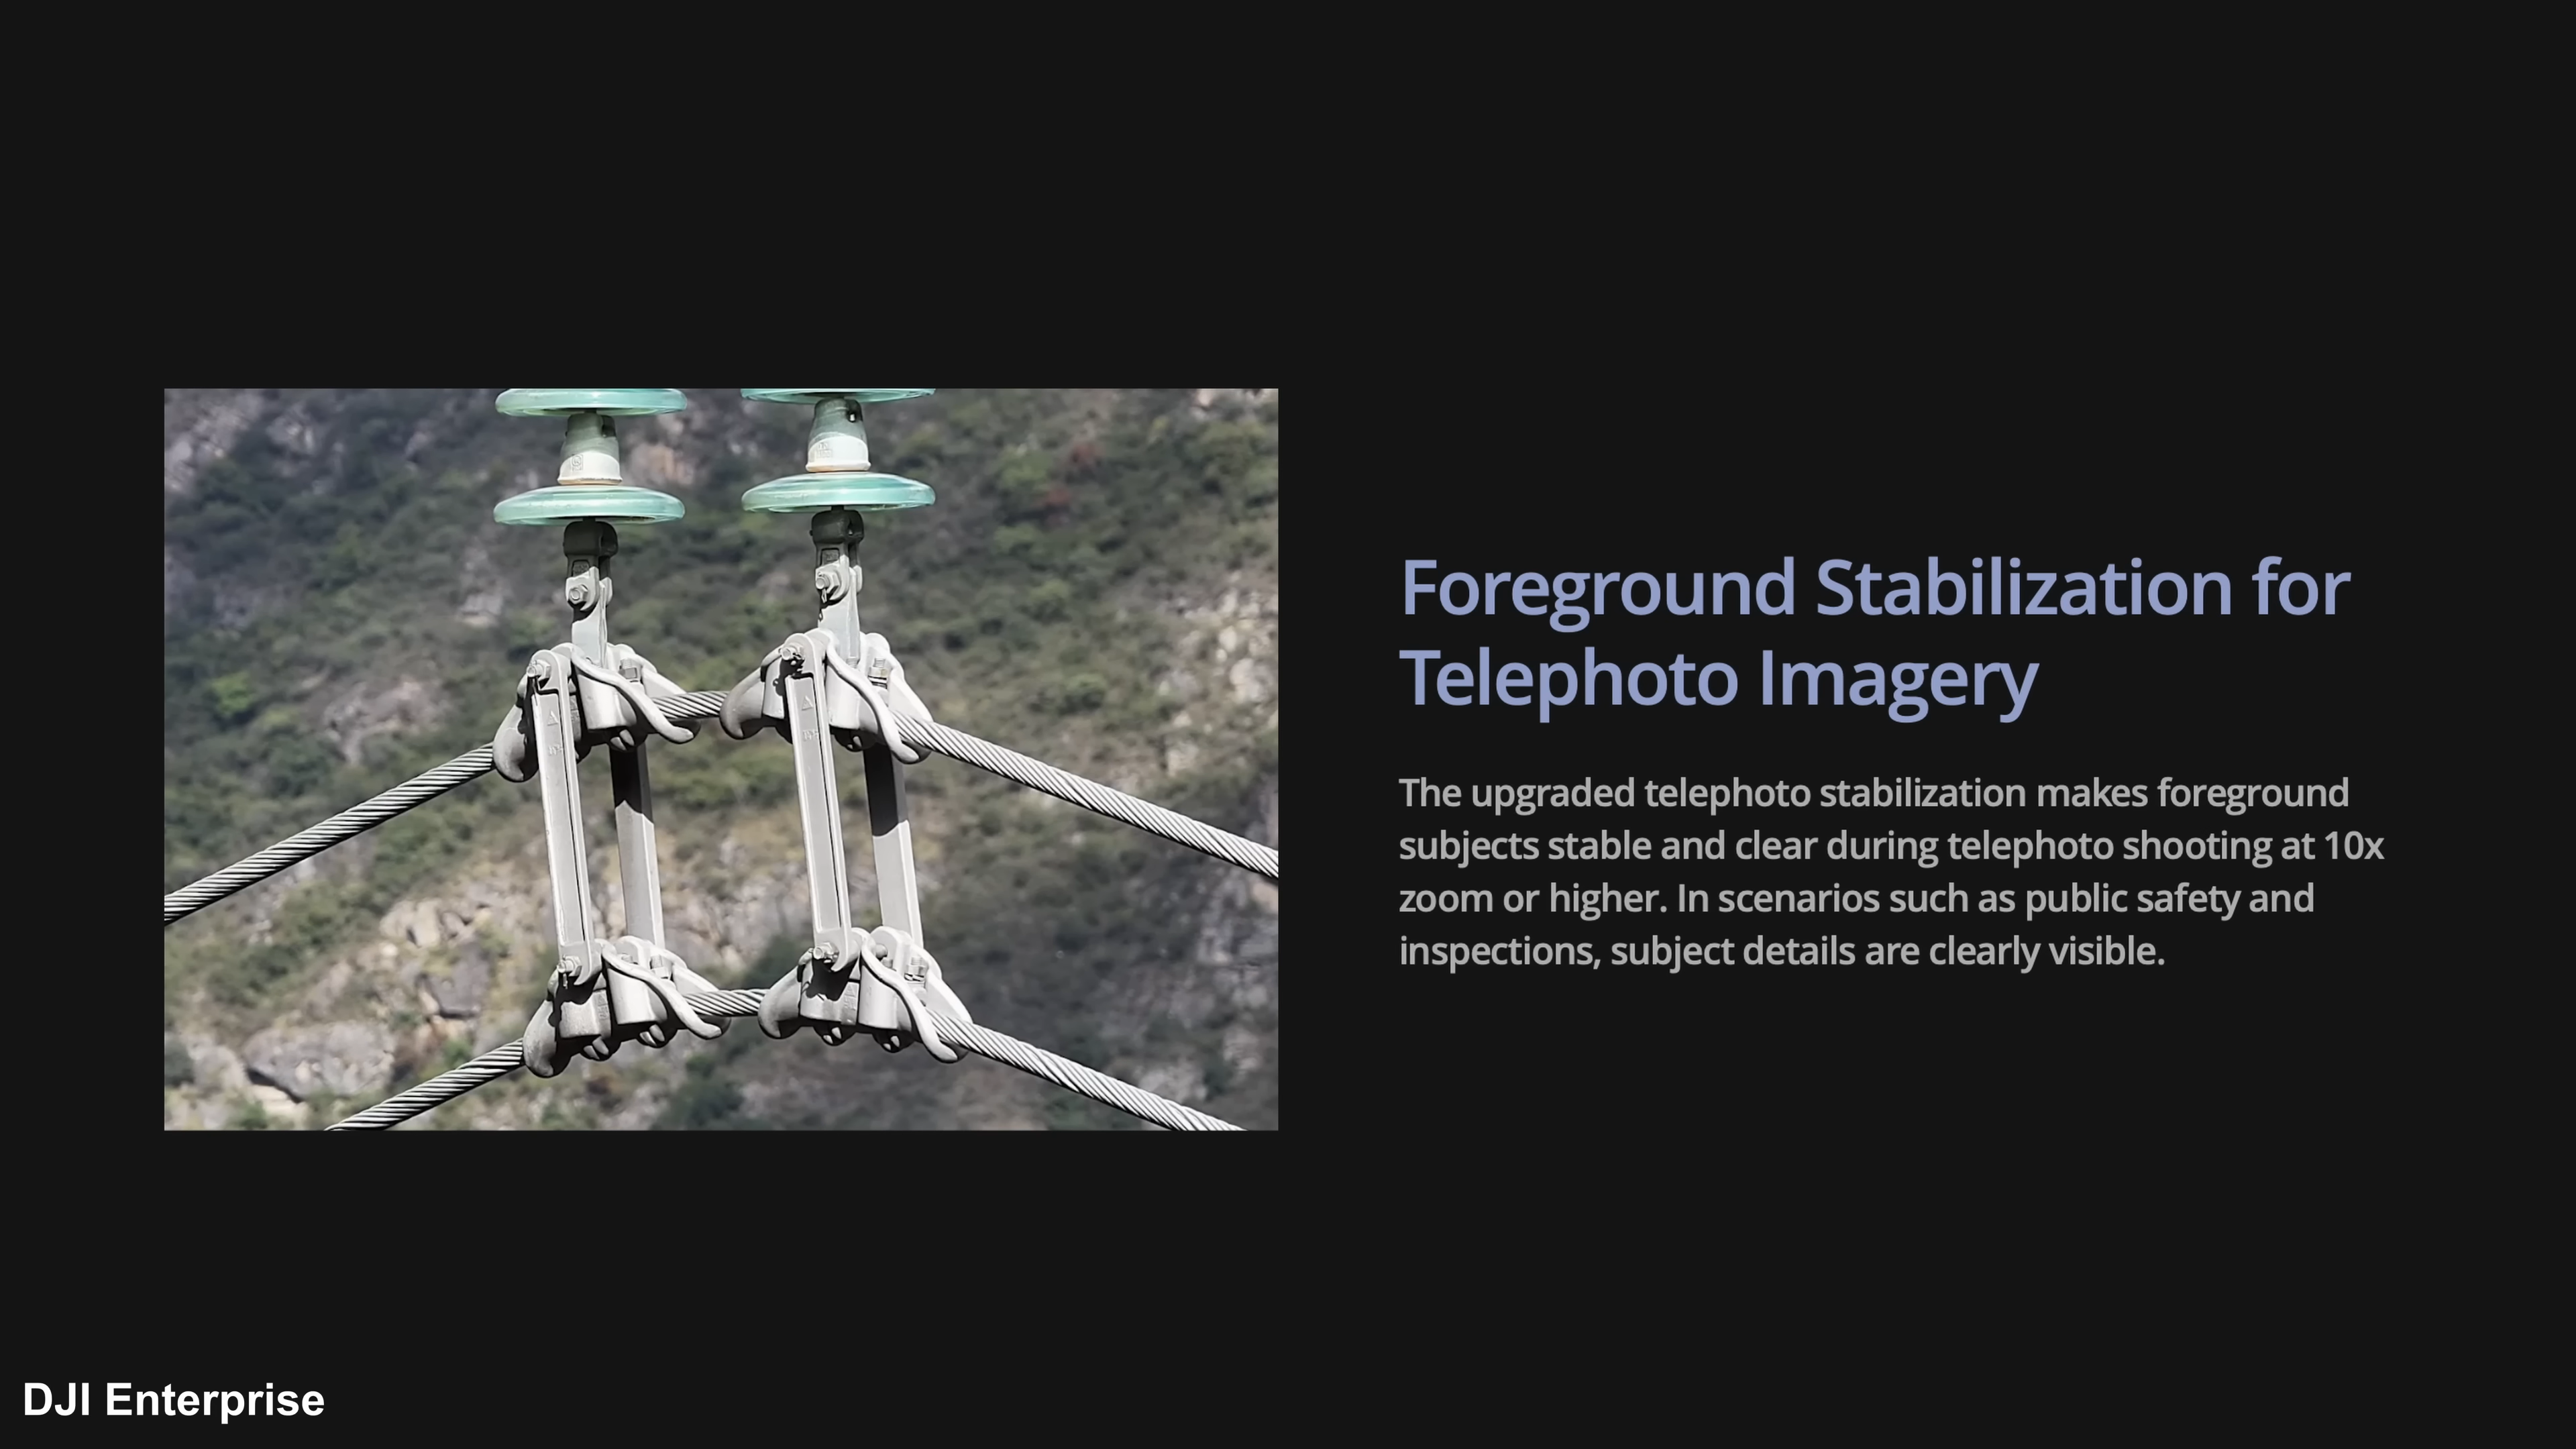 Foreground Stabilization for
Telephoto Imagery
The upgraded telephoto stabilization makes foreground
subjects stable and clear during telephoto shooting at 10x
zoom or higher. In scenarios such as public safety and
inspections, subject details are clearly visible.
DJI Enterprise